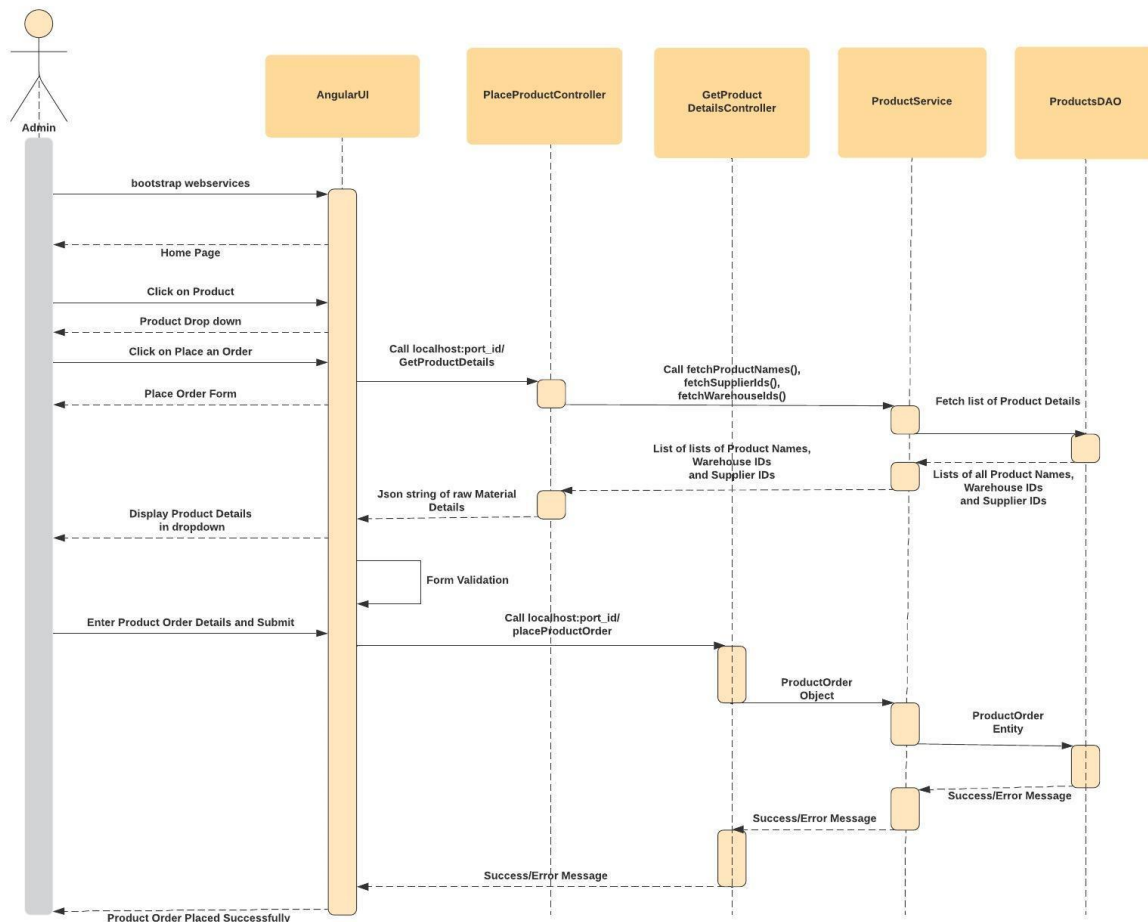 Admin
AngularUI
PlaceProductController
GetProduct
DetailsController
ProductService
ProductsDAO
bootstrap webservices
Home Page
Click on Product
Product Drop down
Click on Place an Order
Call localhost:port_id/
GetProductDetails
Place Order Form
Call fetchProductNames(),
fetchSupplierIds(),
fetchWarehouseIds()
Fetch list of Product Details
List of lists of Product Names,
Warehouse IDs
and Supplier IDs
Lists of all Product Names,
Warehouse IDs
and Supplier IDs
Json string of raw Material
Details
Display Product Details
in dropdown
Form Validation
Enter Product Order Details and Submit
Call localhost:port_id/
placeProductOrder
ProductOrder
Object
ProductOrder
Entity
Success/Error Message
Success/Error Message
Success/Error Message
Product Order Placed Successfully